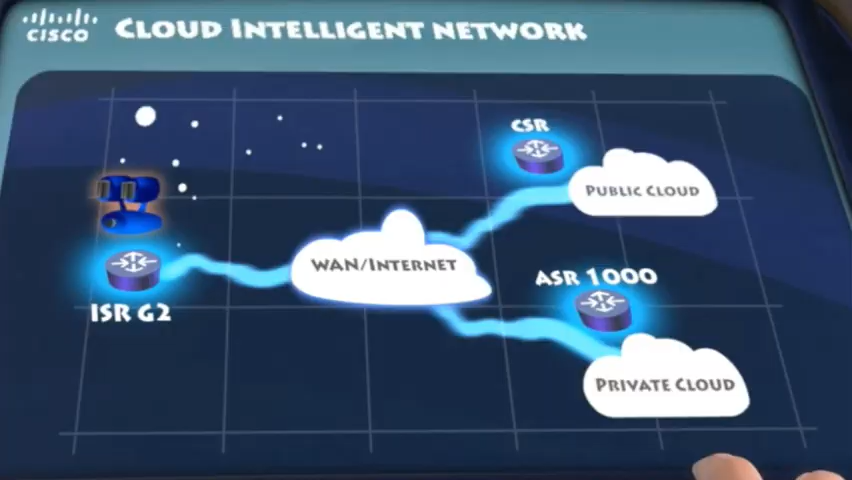 CISCO
CLOUD INTELLIGENT NETWORK
CSR
PUBLIC CLOUD
WAN/INTERNET
ASR 1000
ISR G2
PRIVATE CLOUD